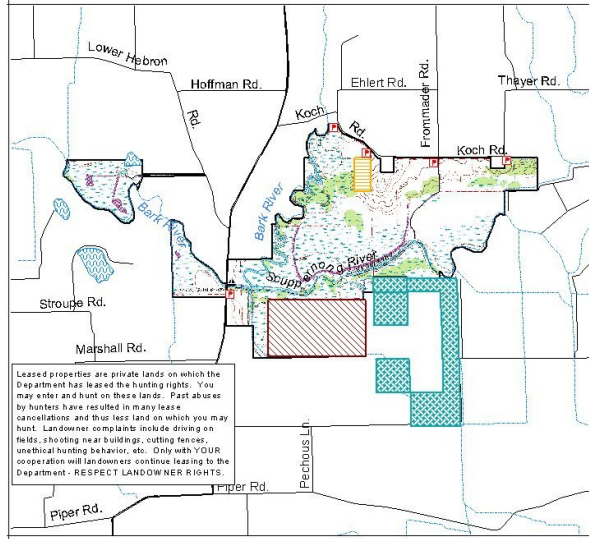 Lower Hebron
Rd.
Hoffman Rd.
Koch
Rd.
Ehlert Rd.
Frommader Rd.
Thayer Rd.
Koch Rd.
Bark River
Bark River
Scuppernong River
Stroupe Rd.
Marshall Rd.
Leased properties are private lands on which the
Department has leased the hunting rights. You
may enter and hunt on these lands. Past abuses
by hunters have resulted in many lease
cancellations and thus less land on which you may
hunt. Landowner complaints include driving on
fields, shooting near buildings, cutting fences,
unethical hunting behavior, etc. Only with YOUR
cooperation will landowners continue leasing to the
Department - RESPECT LANDOWNER RIGHTS.
Pechous Ln.
Piper Rd.
Piper Rd.
P
P
P
P
P